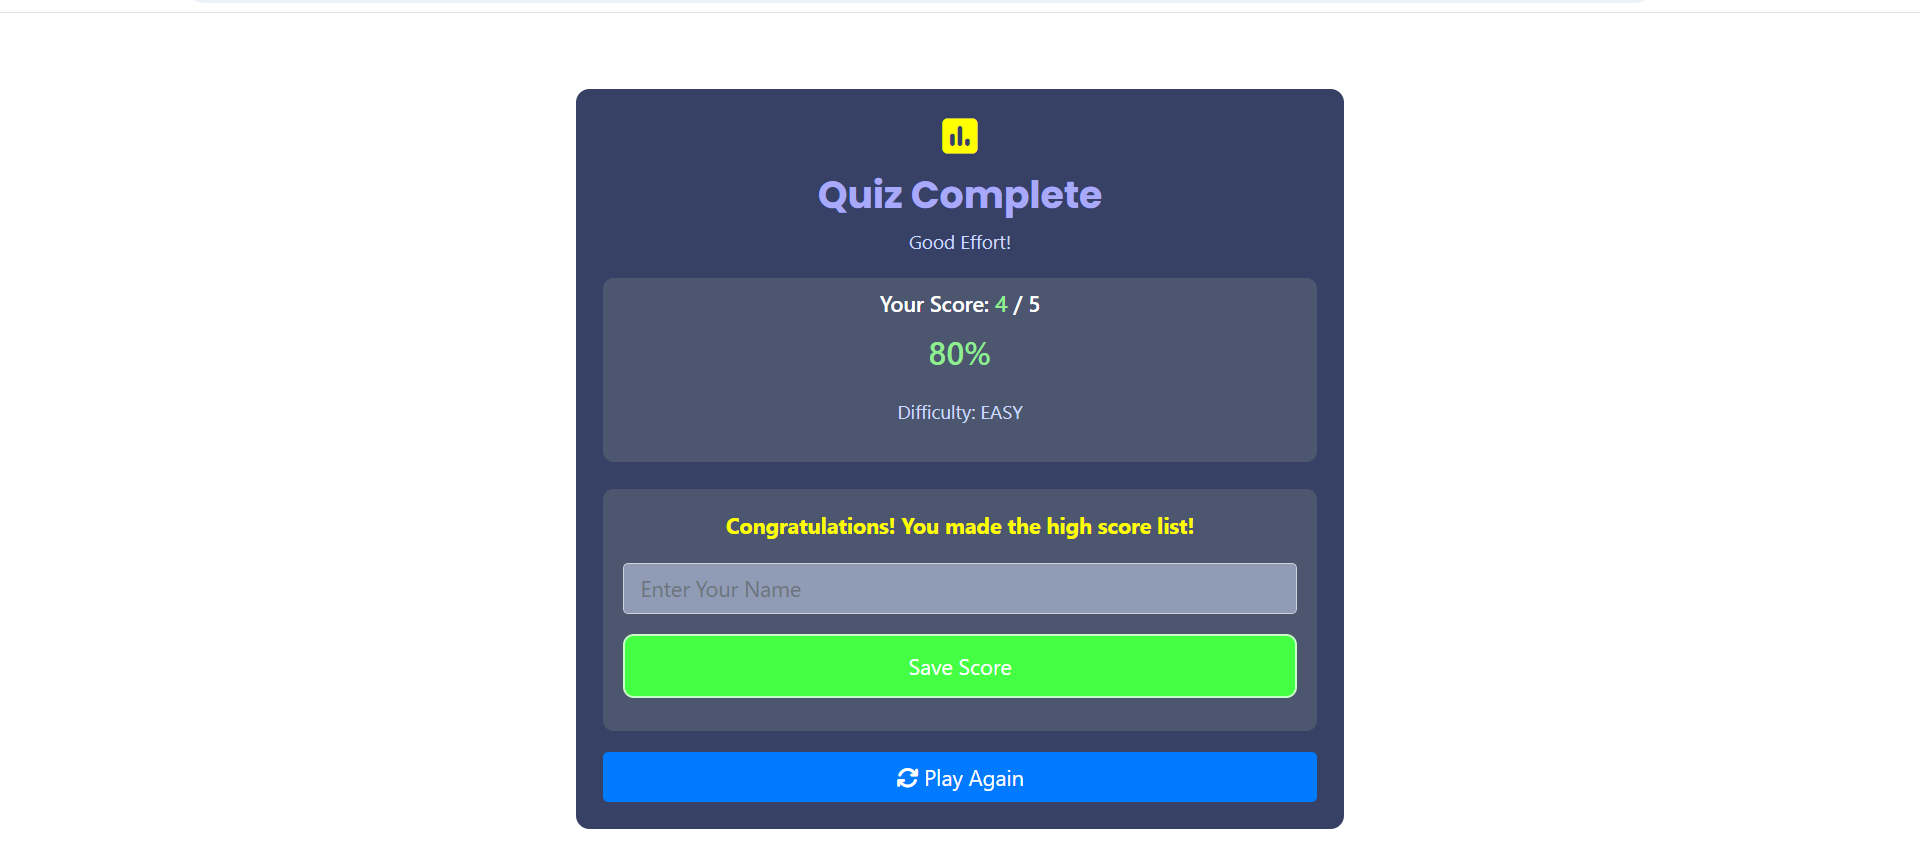 Quiz Complete
Good Effort!
Your Score: 4 / 5
80%
Difficulty: EASY
Congratulations! You made the high score list!
Enter Your Name
Save Score
Play Again